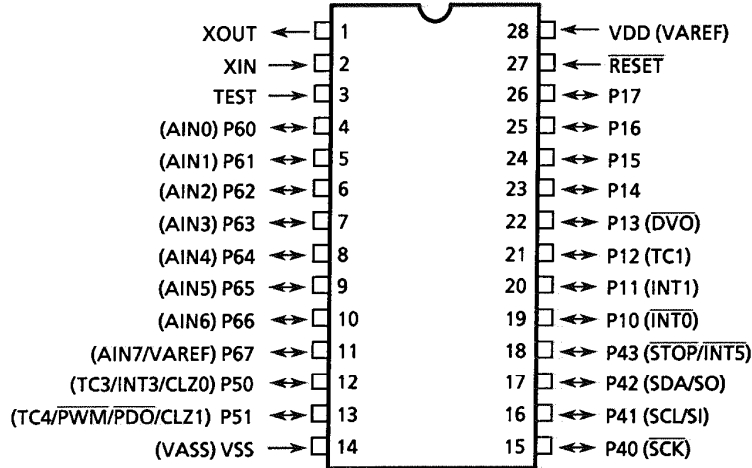 XOUT 1 28 VDD (VAREF)
XIN 2 27 RESET
TEST 3 26 P17
(AIN0) P60 4 25 P16
(AIN1) P61 5 24 P15
(AIN2) P62 6 23 P14
(AIN3) P63 7 22 P13 (DVO)
(AIN4) P64 8 21 P12 (TC1)
(AIN5) P65 9 20 P11 (INT1)
(AIN6) P66 10 19 P10 (INT0)
(AIN7/VAREF) P67 11 18 P43 (STOP/INT5)
(TC3/INT3/CLZ0) P50 12 17 P42 (SDA/SO)
(TC4/PWM/PDO/CLZ1) P51 13 16 P41 (SCL/SI)
(VASS) VSS 14 15 P40 (SCK)